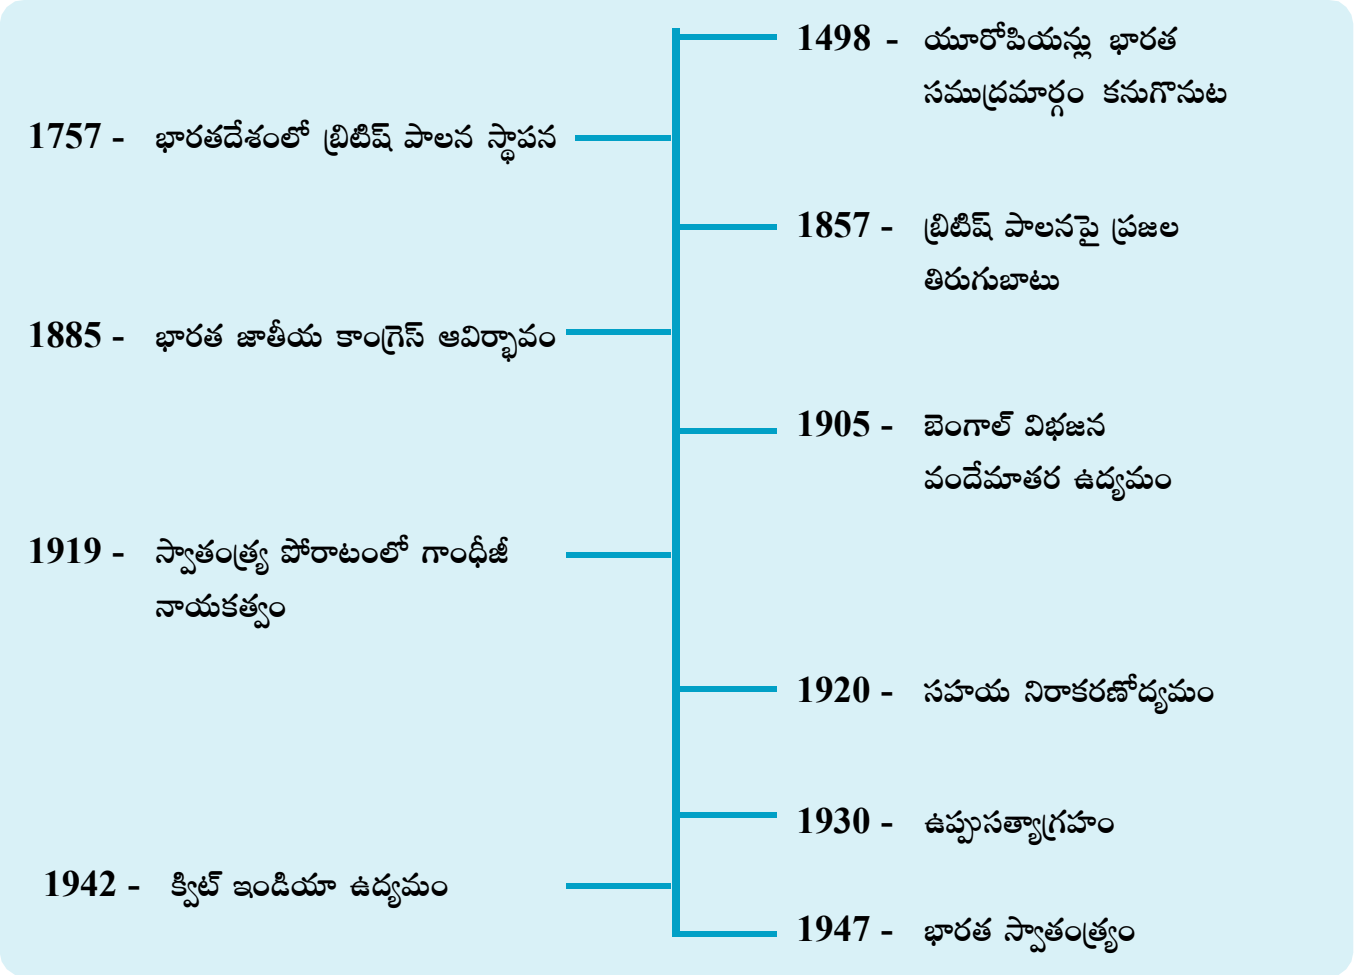 1498 - యూరోపియన్లు భారత
సముద్రమార్గం కనుగొనుట
1757 - భారతదేశంలో బ్రిటిష్ పాలన స్థాపన
1857 - బ్రిటిష్ పాలనపై ప్రజల
తిరుగుబాటు
1885 - భారత జాతీయ కాంగ్రెస్ ఆవిర్భావం
1905 - బెంగాల్ విభజన
వందేమాతర ఉద్యమం
1919 - స్వాతంత్ర్య పోరాటంలో గాంధీజీ
నాయకత్వం
1920 - సహయ నిరాకరణోద్యమం
1930 - ఉప్పుసత్యాగ్రహం
1942 - క్విట్ ఇండియా ఉద్యమం
1947 - భారత స్వాతంత్ర్యం